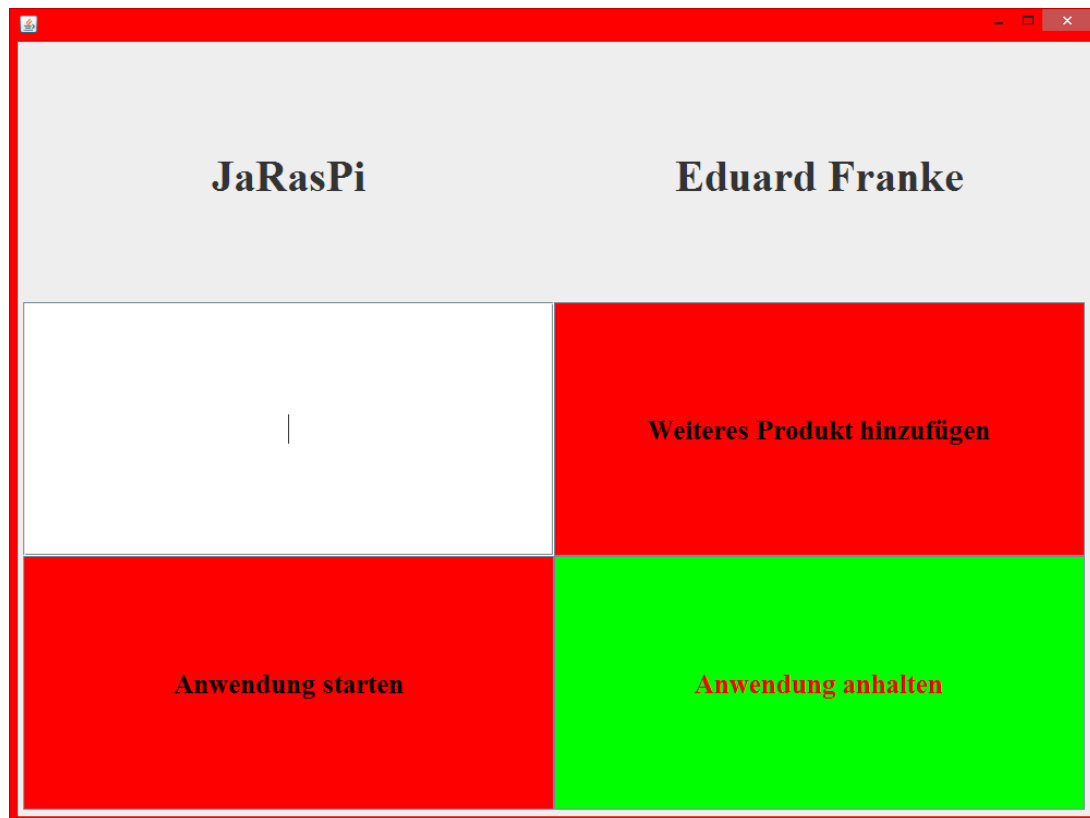 JaRasPi
Eduard Franke
Weiteres Produkt hinzufügen
Anwendung starten
Anwendung anhalten